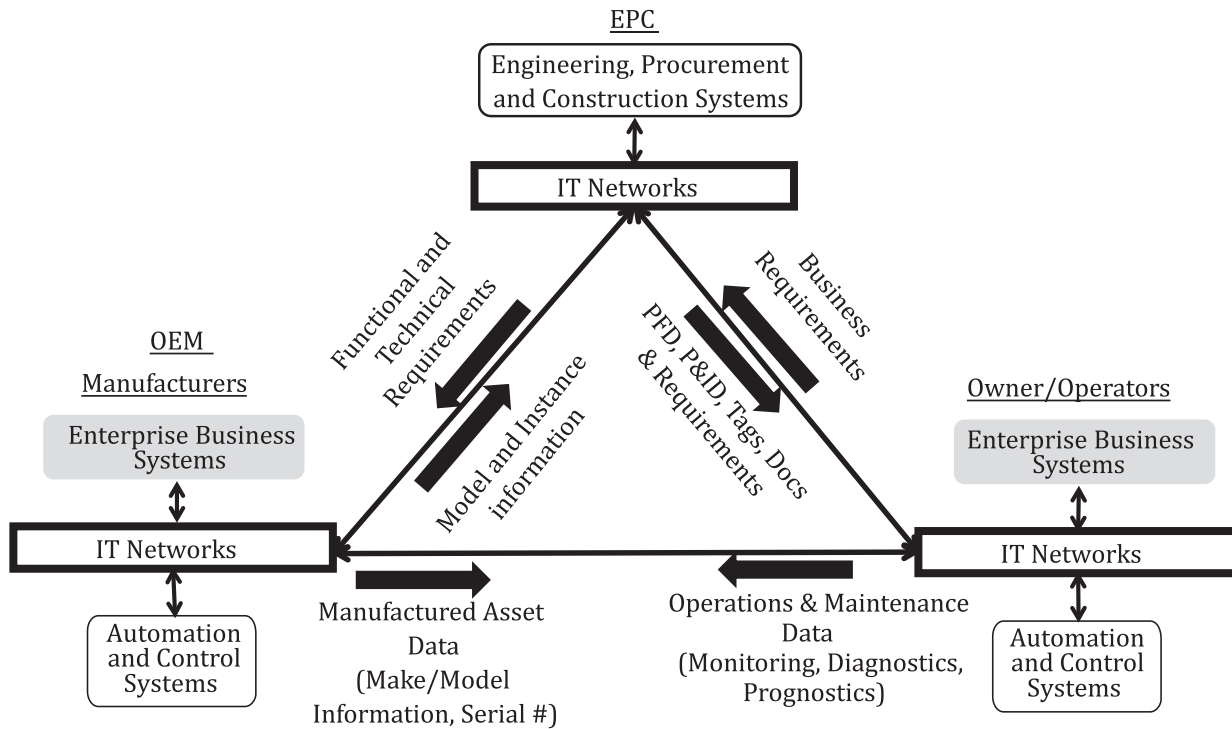 EPC
Engineering, Procurement
and Construction Systems
IT Networks
Functional and
Technical
Requirements
Model and Instance
information
Business
Requirements
PFD, P&ID, Tags, Docs
& Requirements
OEM
Manufacturers
Enterprise Business
Systems
IT Networks
Automation
and Control
Systems
Owner/Operators
Enterprise Business
Systems
IT Networks
Automation
and Control
Systems
Manufactured Asset
Data
(Make/Model
Information, Serial #)
Operations & Maintenance
Data
(Monitoring, Diagnostics,
Prognostics)